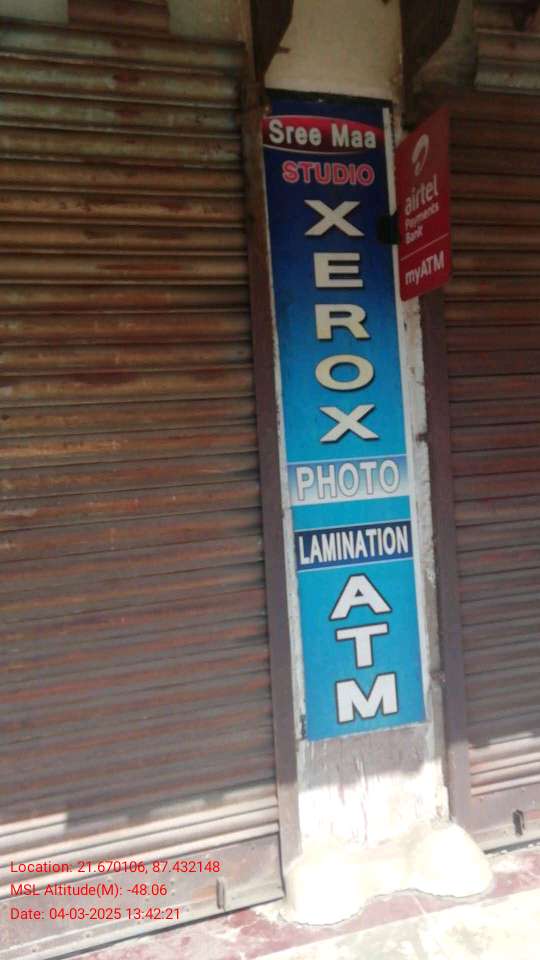 Sree Maa
STUDIO
XEROX
PHOTO
LAMINATION
ATM
airtel
Payments
Bank
myATM
Location: 21.670106, 87.432148
MSL Altitude(M): -48.06
Date: 04-03-2025 13:42:21